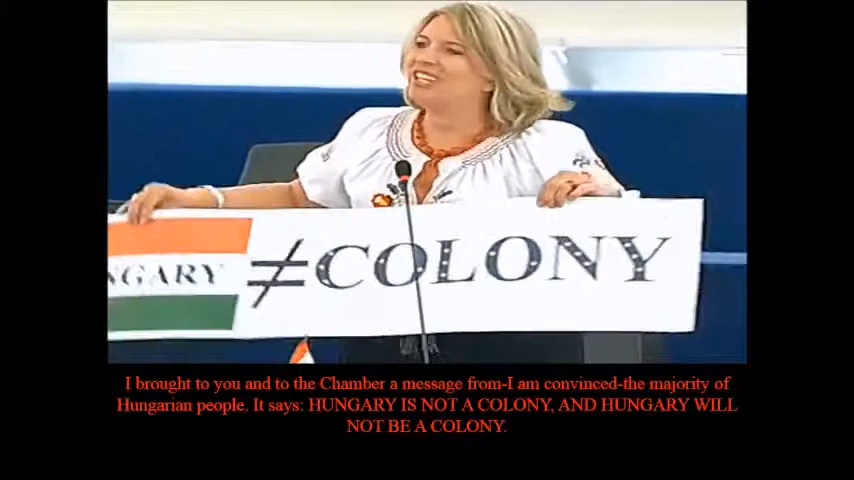 NGARY ≠COLONY
I brought to you and to the Chamber a message from-I am convinced-the majority of
Hungarian people. It says: HUNGARY IS NOT A COLONY, AND HUNGARY WILL
NOT BE A COLONY.